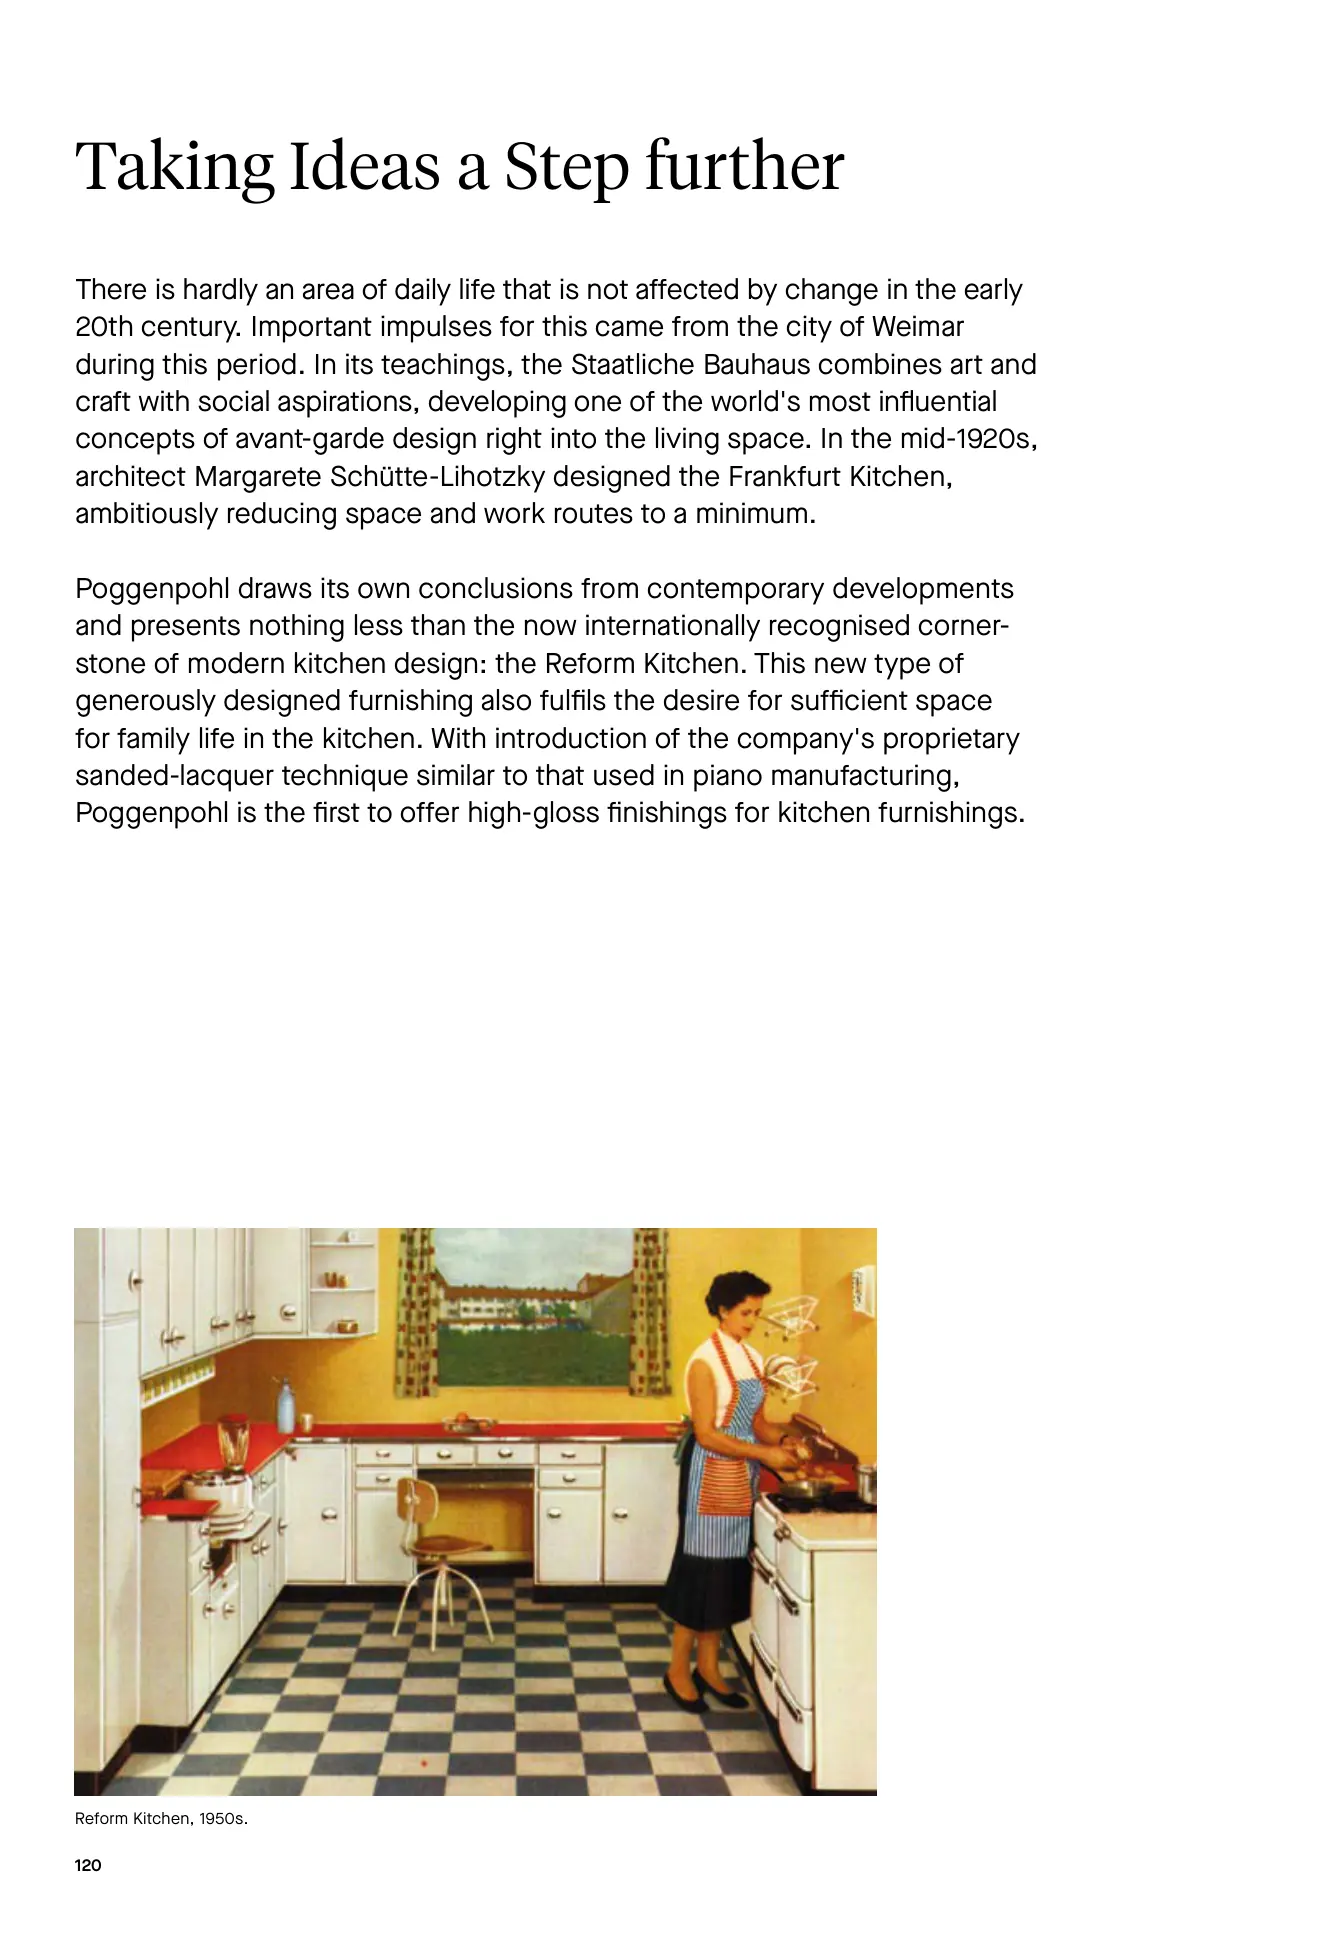 Taking Ideas a Step further
There is hardly an area of daily life that is not affected by change in the early
20th century. Important impulses for this came from the city of Weimar
during this period. In its teachings, the Staatliche Bauhaus combines art and
craft with social aspirations, developing one of the world's most influential
concepts of avant-garde design right into the living space. In the mid-1920s,
architect Margarete Schütte-Lihotzky designed the Frankfurt Kitchen,
ambitiously reducing space and work routes to a minimum.
Poggenpohl draws its own conclusions from contemporary developments
and presents nothing less than the now internationally recognised corner-
stone of modern kitchen design: the Reform Kitchen. This new type of
generously designed furnishing also fulfils the desire for sufficient space
for family life in the kitchen. With introduction of the company's proprietary
sanded-lacquer technique similar to that used in piano manufacturing,
Poggenpohl is the first to offer high-gloss finishings for kitchen furnishings.
Reform Kitchen, 1950s.
120